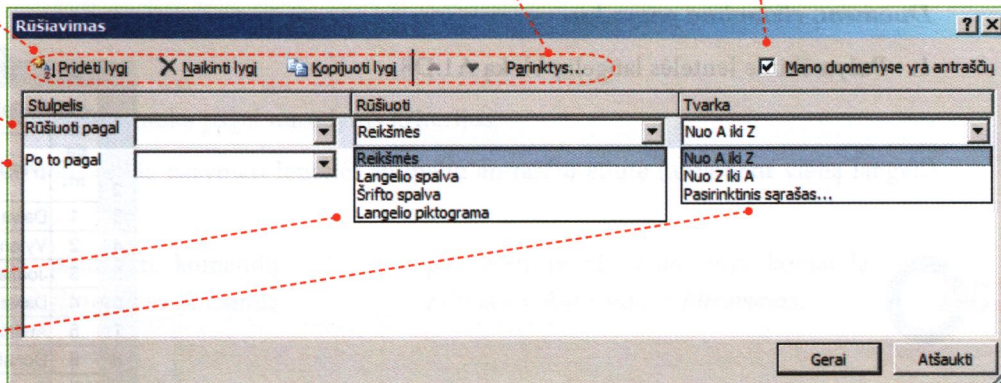 Rūšiavimas
Pridėti lygį Naikinti lygį Kopijuoti lygį Parinktys... Mano duomenyse yra antraščių
Stulpelis Rūšiuoti Tvarka
Rūšiuoti pagal Reikšmės Nuo A iki Z
Po to pagal Reikšmės Nuo A iki Z
Langelio spalva Nuo Z iki A
Šrifto spalva Pasirinktinis sąrašas...
Langelio piktograma
Gerai Atšaukti